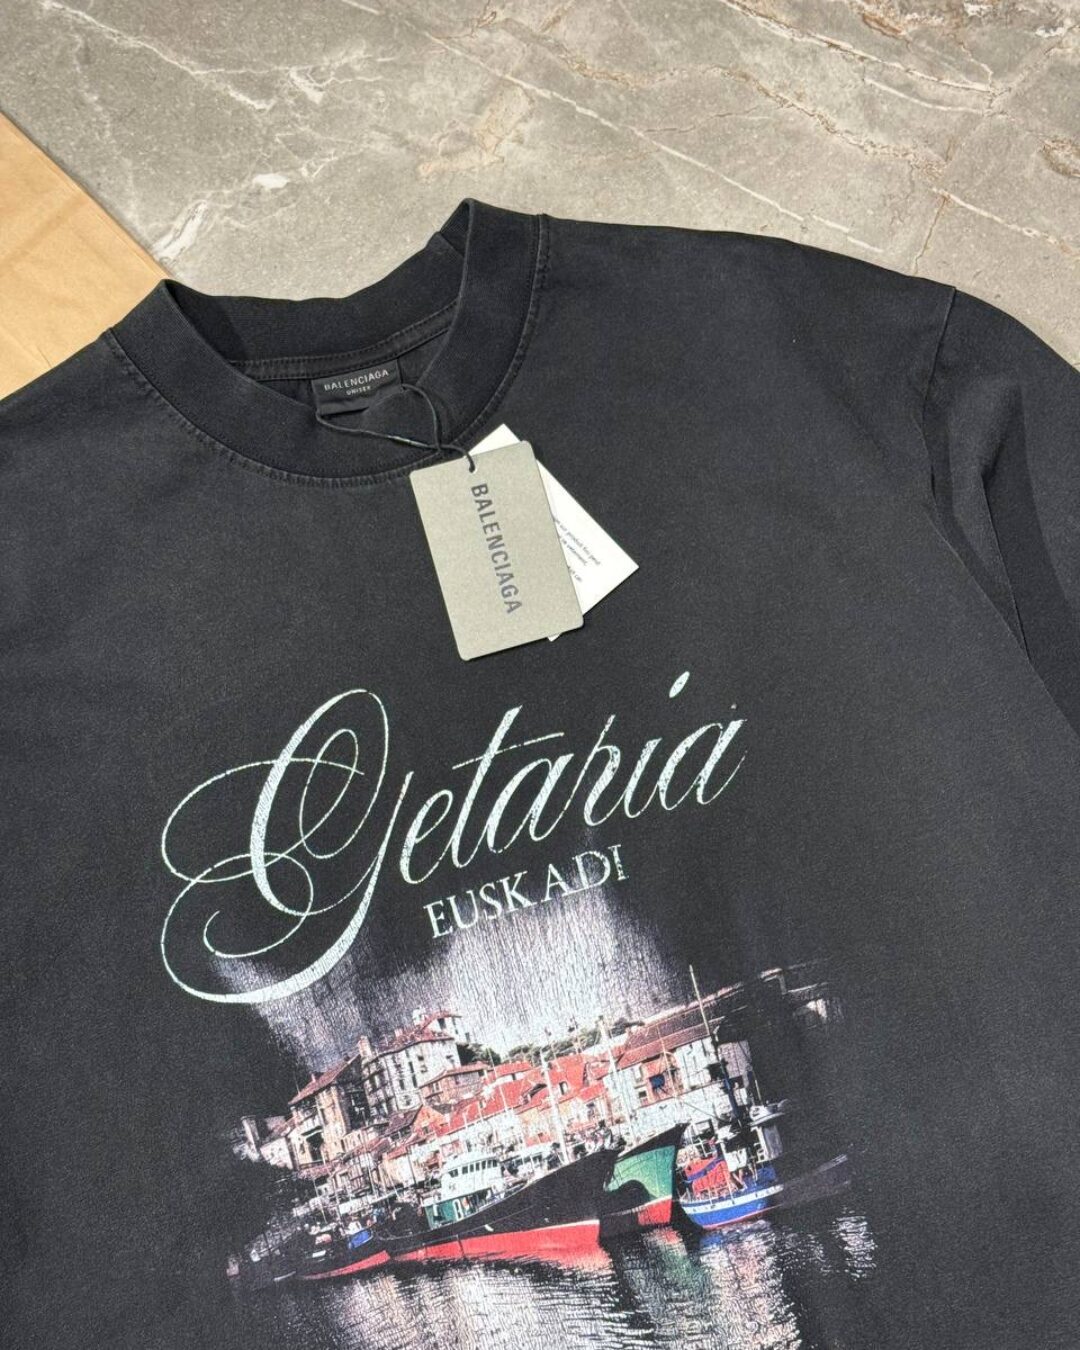 BALENCIAGA
UNISEX
BALENCIAGA
Getaria
EUSKADI